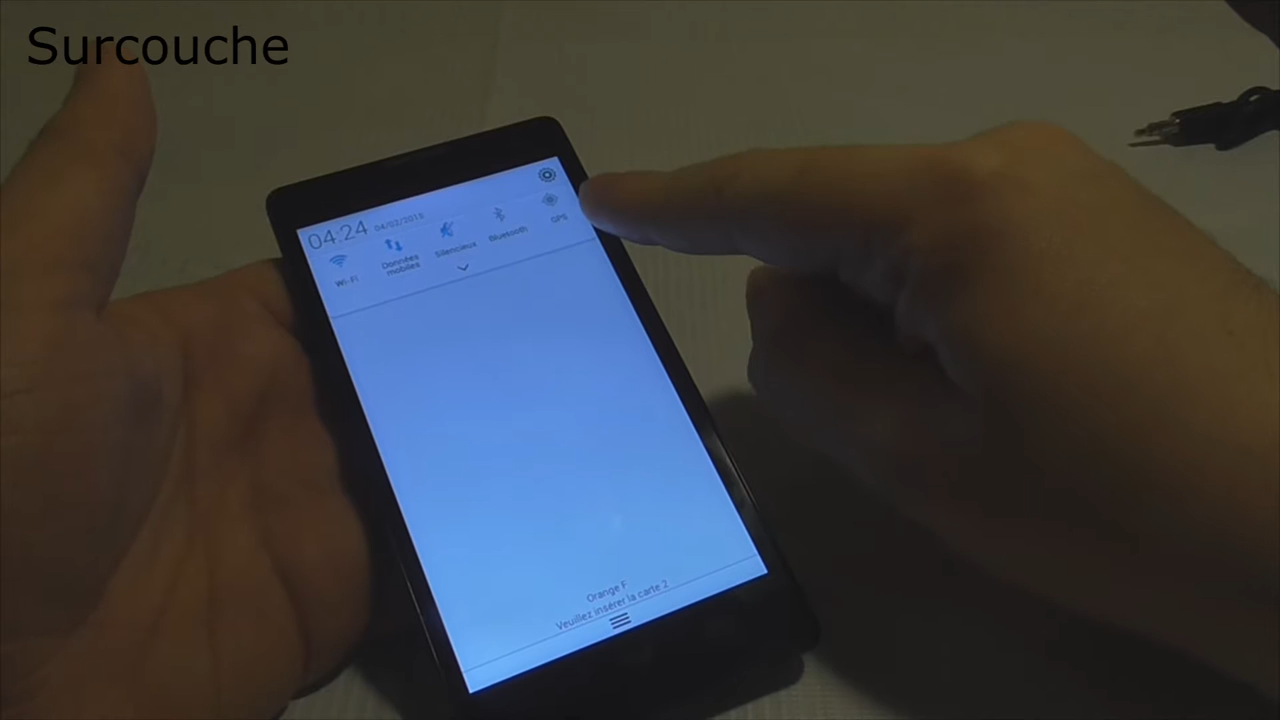 Surcouche
04:24 04/02/2015
Wi-Fi
Données
mobiles
Silencieux
Bluetooth
GPS
Orange F
Veuillez insérer la carte 2